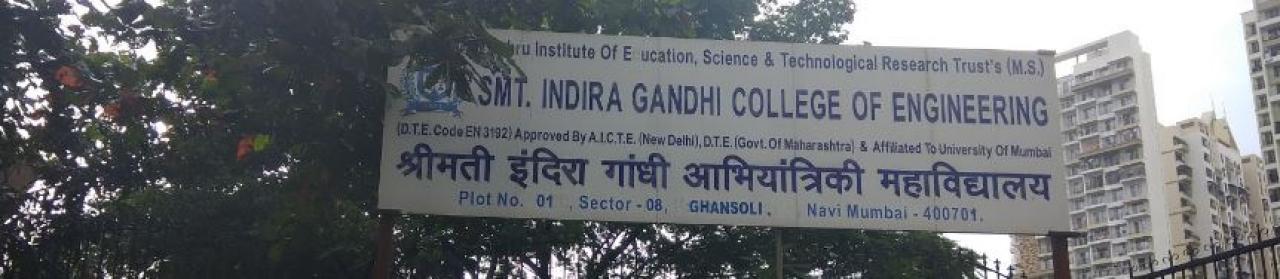 Institute Of E ucation, Science & Technological Research Trust's (M.S.)
SMT. INDIRA GANDHI COLLEGE OF ENGINEERING
(D.T.E. Code EN 3192) Approved By A.I.C.T.E. (New Delhi), D.T.E. (Govt. Of Maharashtra) & Affiliated To University Of Mumbai
श्रीमती इंदिरा गांधी आभियांत्रिकी महाविद्यालय
Plot No. 01 , Sector - 08, GHANSOLI, Navi Mumbai - 400701.